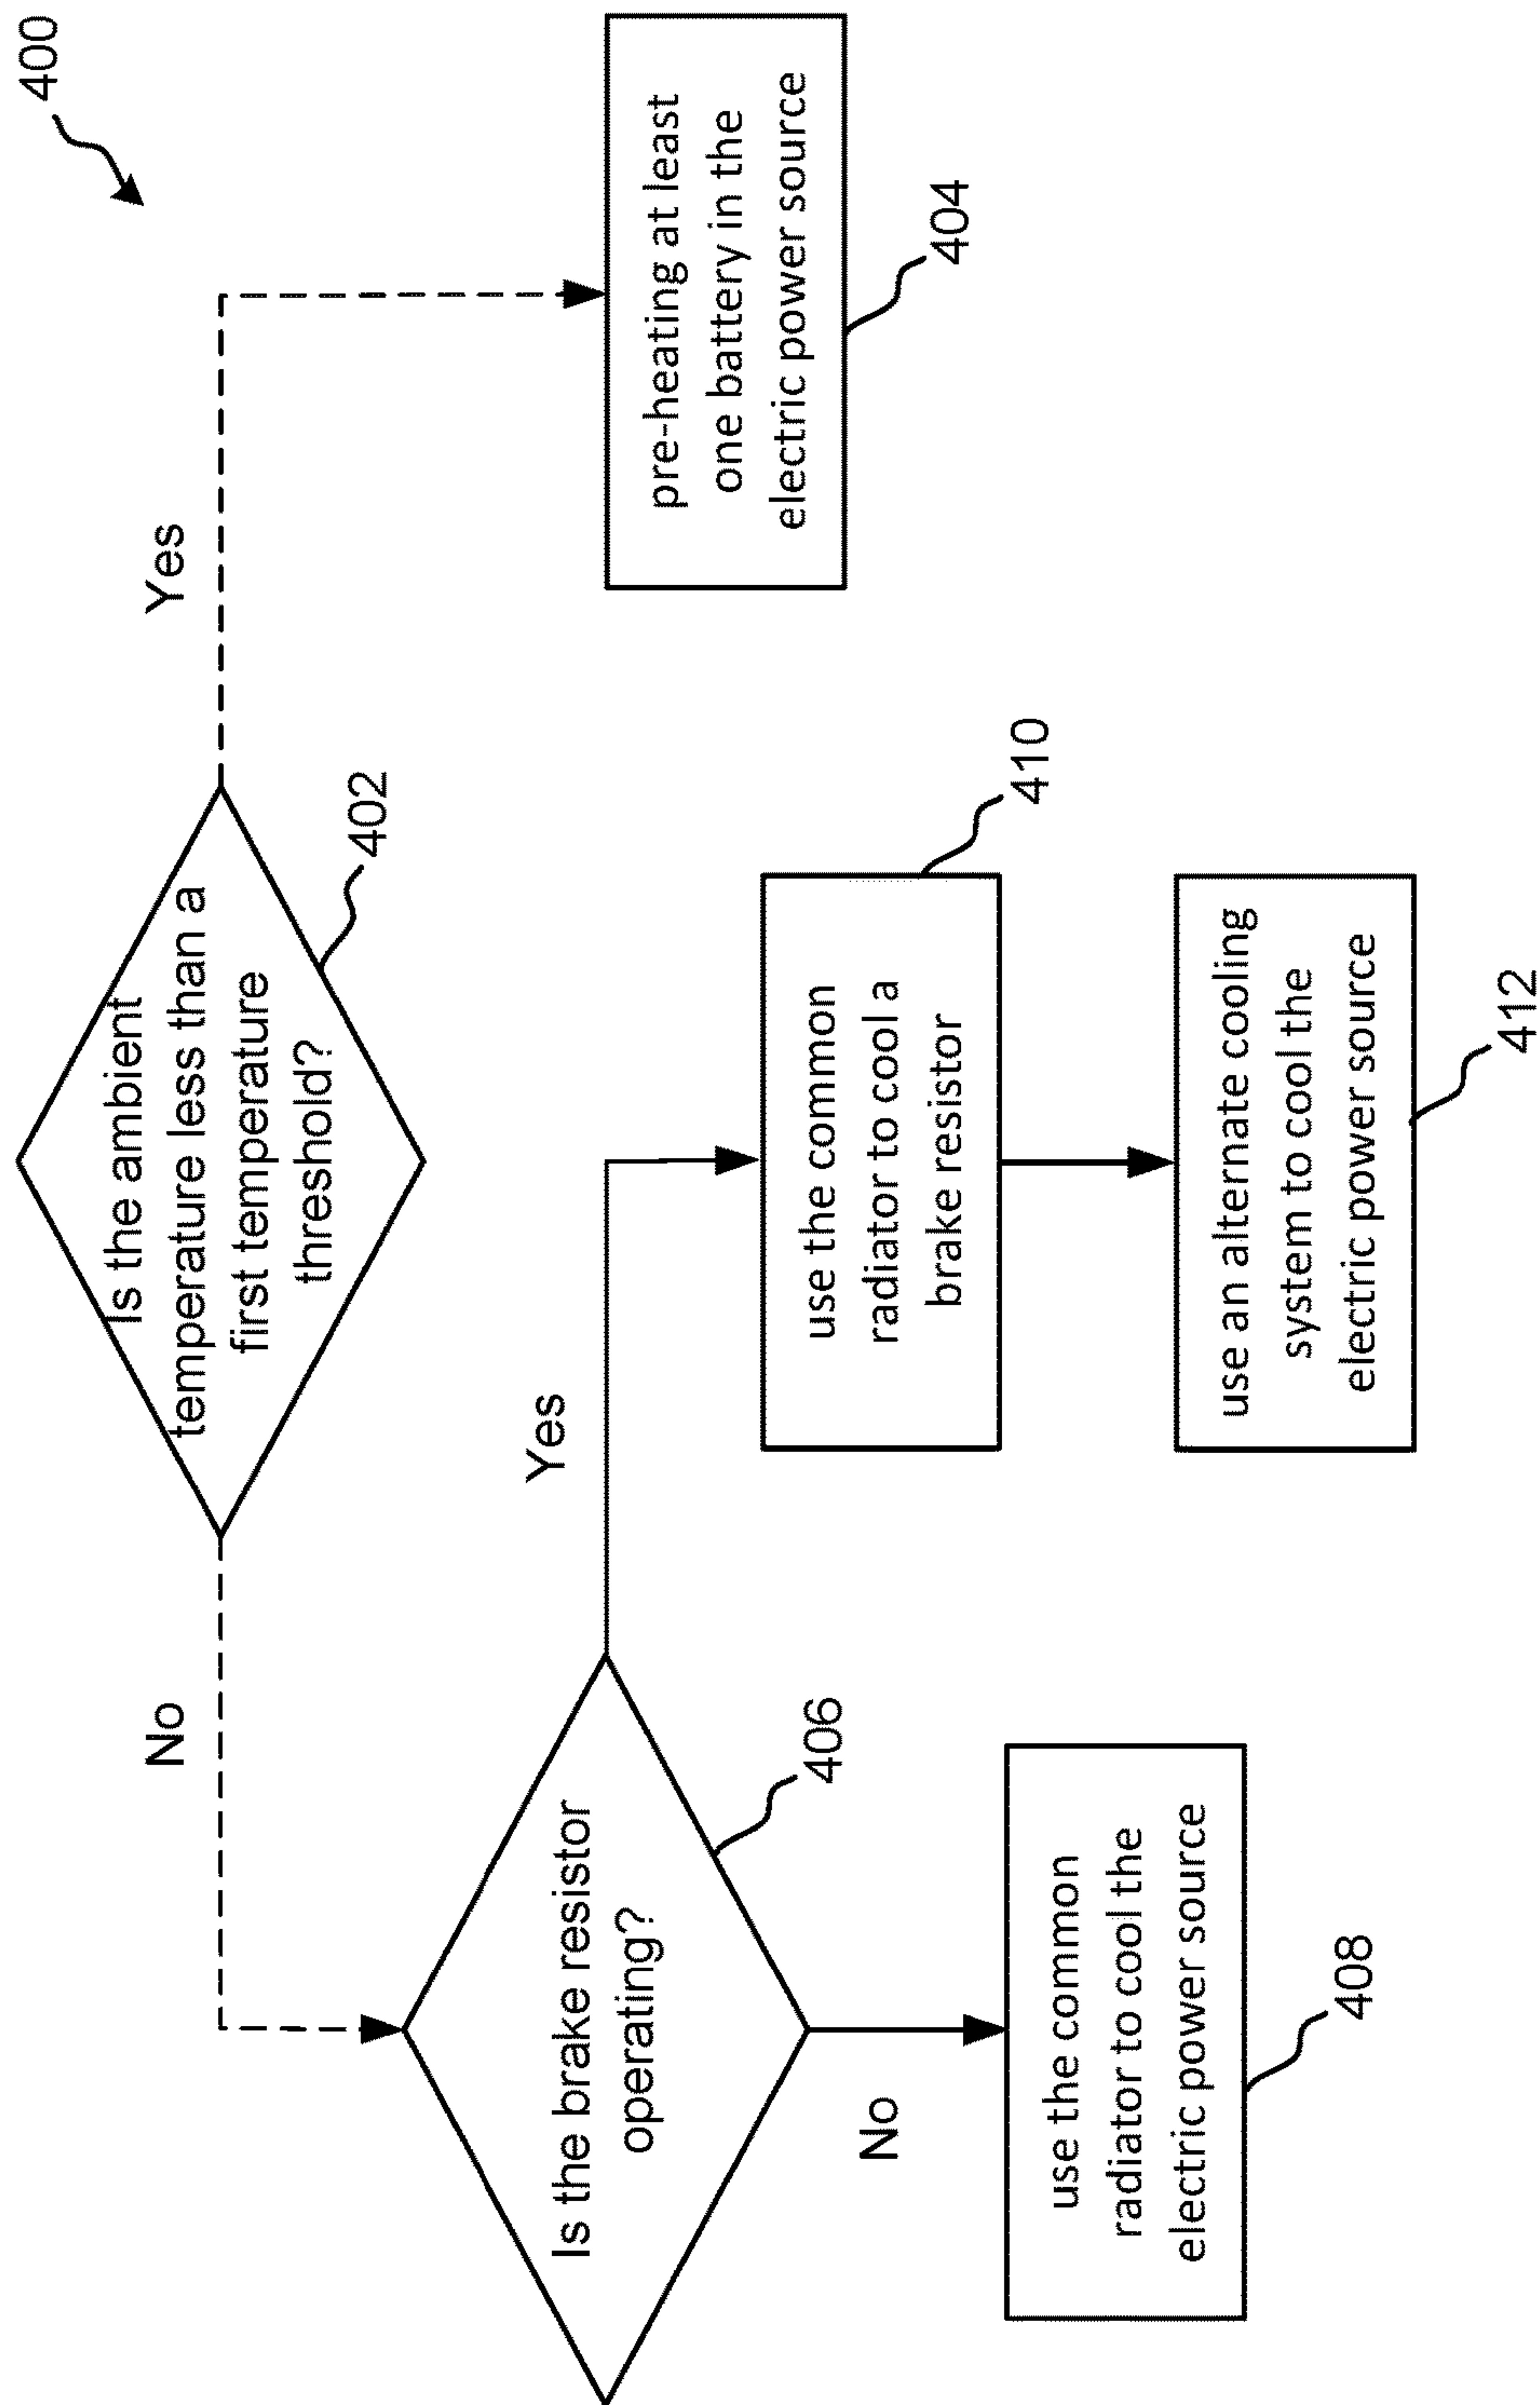 400
Is the ambient
temperature less than a
first temperature
threshold?
402
No
Yes
pre-heating at least
one battery in the
electric power source
404
Is the brake resistor
operating?
406
Yes
No
use the common
radiator to cool a
brake resistor
410
use the common
radiator to cool the
electric power source
408
use an alternate cooling
system to cool the
electric power source
412